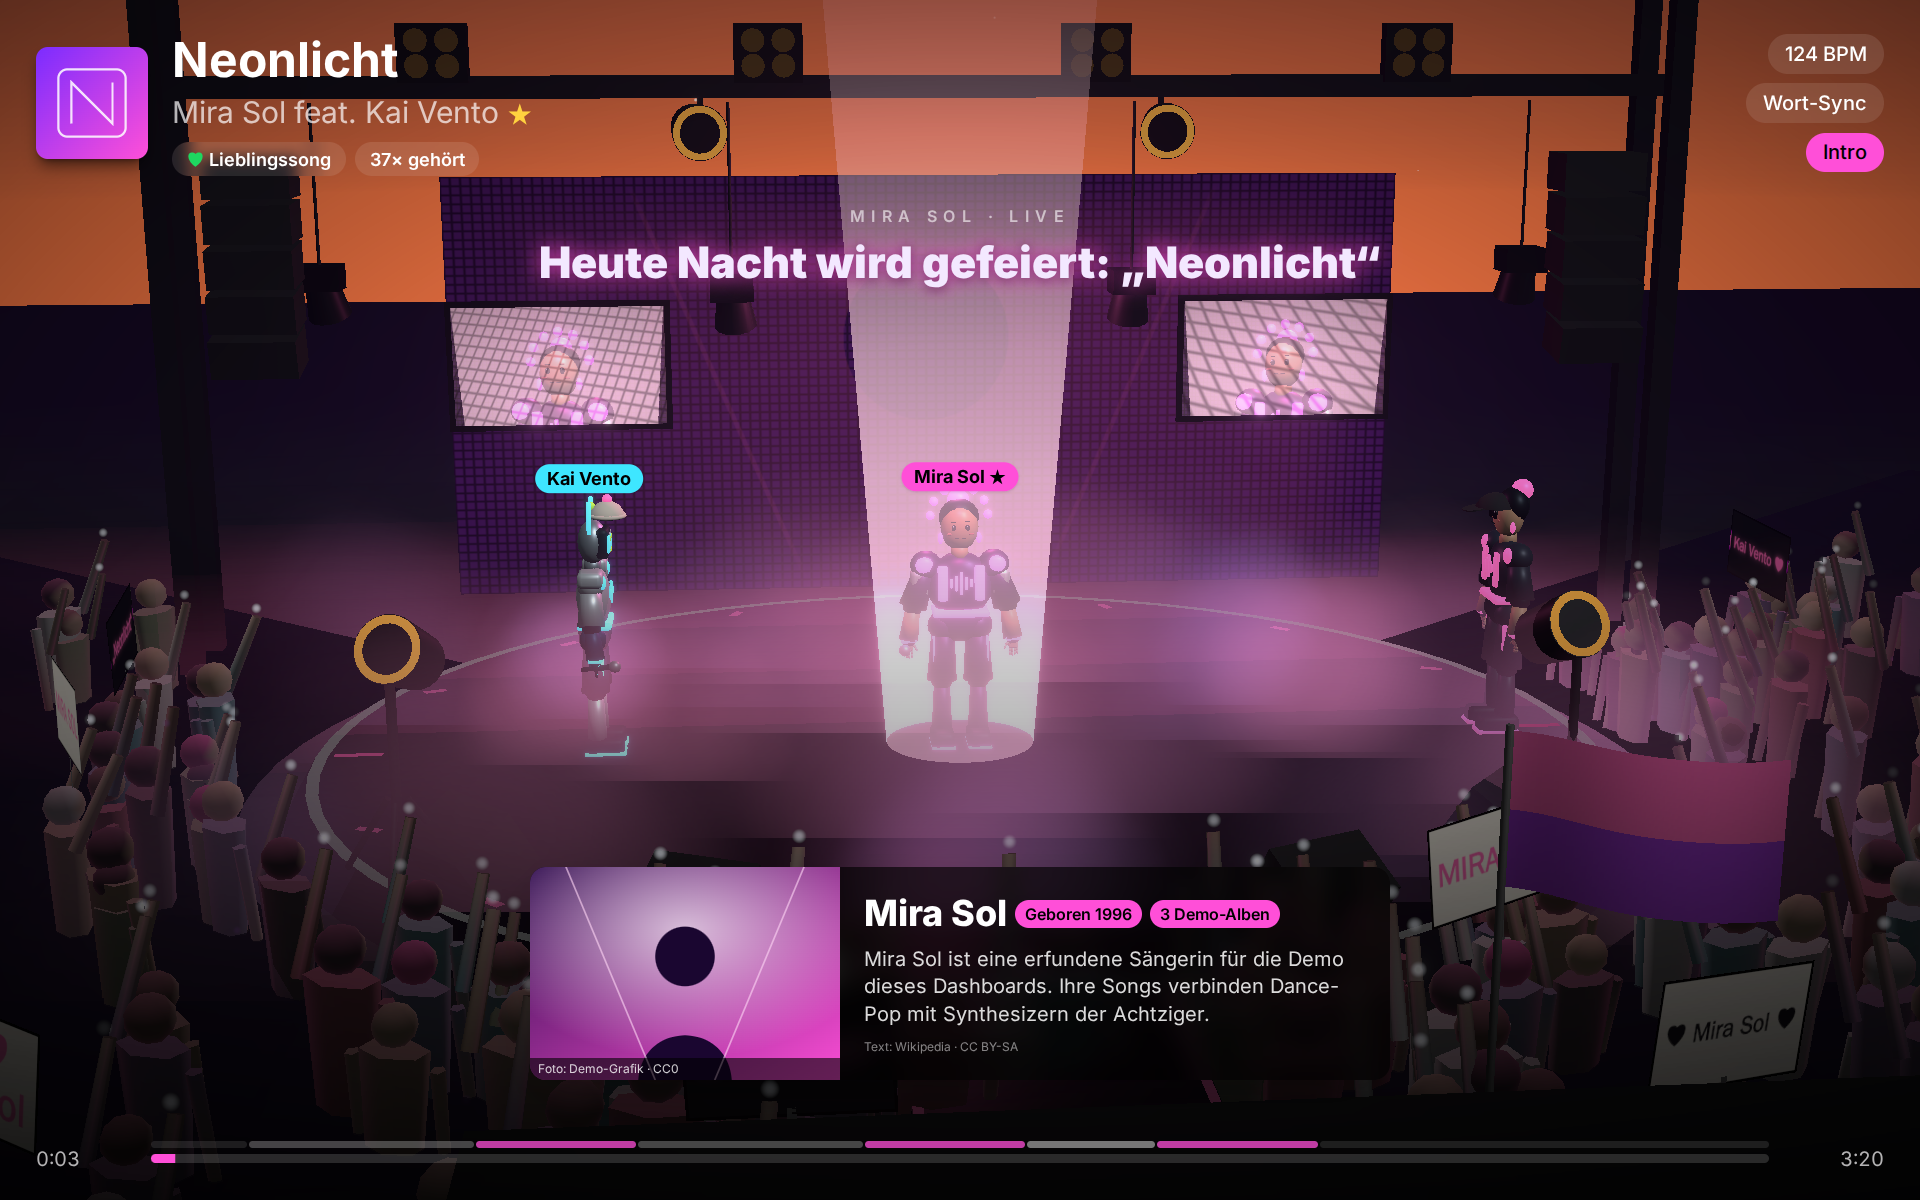 Neonlicht
Mira Sol feat. Kai Vento ★
Lieblingssong
37× gehört
124 BPM
Wort-Sync
Intro
MIRA SOL · LIVE
Heute Nacht wird gefeiert: „Neonlicht“
Kai Vento
Mira Sol ★
Kai Vento
MIRA
Mira Sol
Mira Sol
Geboren 1996
3 Demo-Alben
Mira Sol ist eine erfundene Sängerin für die Demo
dieses Dashboards. Ihre Songs verbinden Dance-
Pop mit Synthesizern der Achtziger.
Text: Wikipedia · CC BY-SA
Foto: Demo-Grafik · CC0
0:03
3:20